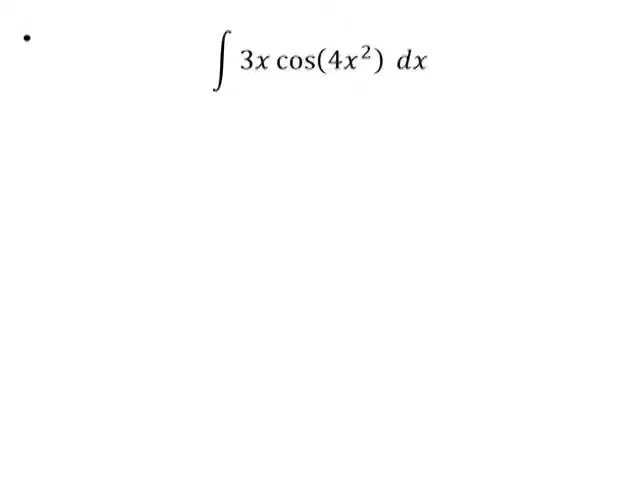 • ∫ 3x cos(4x²) dx